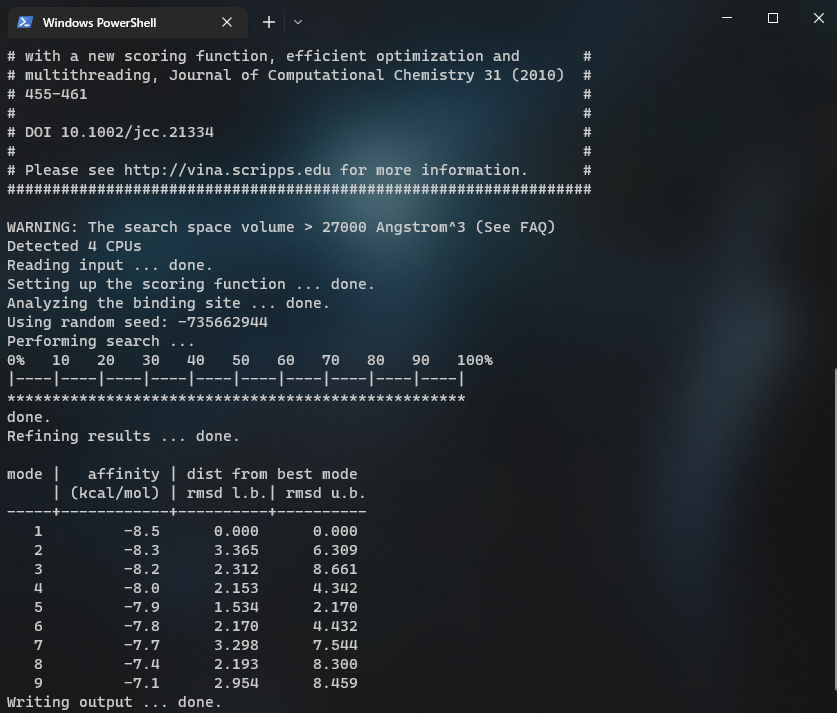 Windows PowerShell
# with a new scoring function, efficient optimization and       #
# multithreading, Journal of Computational Chemistry 31 (2010)  #
# 455-461                                                       #
#                                                               #
# DOI 10.1002/jcc.21334                                         #
#                                                               #
# Please see http://vina.scripps.edu for more information.      #
#################################################################
WARNING: The search space volume > 27000 Angstrom^3 (See FAQ)
Detected 4 CPUs
Reading input ... done.
Setting up the scoring function ... done.
Analyzing the binding site ... done.
Using random seed: -735662944
Performing search ...
0%   10   20   30   40   50   60   70   80   90   100%
|----|----|----|----|----|----|----|----|----|----|
***************************************************
done.
Refining results ... done.
mode |   affinity | dist from best mode
     | (kcal/mol) | rmsd l.b.| rmsd u.b.
-----+------------+----------+----------
   1         -8.5      0.000      0.000
   2         -8.3      3.365      6.309
   3         -8.2      2.312      8.661
   4         -8.0      2.153      4.342
   5         -7.9      1.534      2.170
   6         -7.8      2.170      4.432
   7         -7.7      3.298      7.544
   8         -7.4      2.193      8.300
   9         -7.1      2.954      8.459
Writing output ... done.